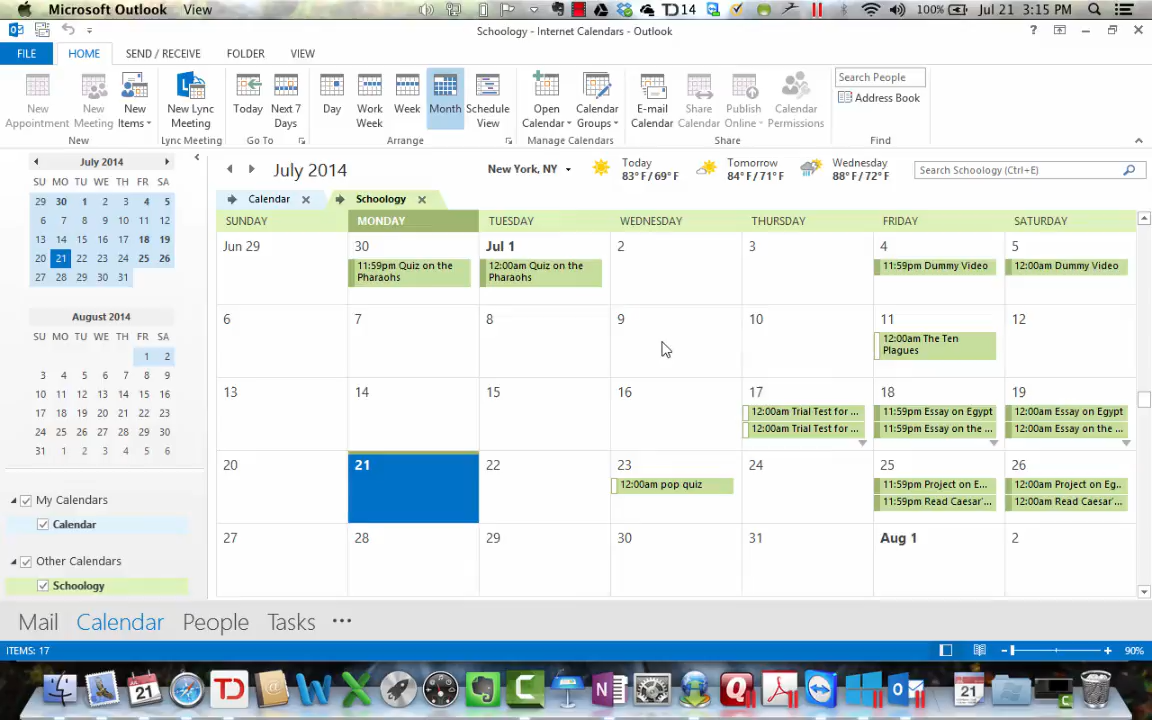 Microsoft Outlook View
14 100% Jul 21 3:15 PM
Schoology - Internet Calendars - Outlook
FILE HOME SEND / RECEIVE FOLDER VIEW
New Appointment
New Meeting
New Items
New Lync Meeting
Today
Next 7 Days
Day
Work Week
Week
Month
Schedule View
Open Calendar
Calendar Groups
E-mail Calendar
Share Calendar
Publish Online
Calendar Permissions
Search People
Address Book
New Lync Meeting Go To Arrange Manage Calendars Share Find
July 2014
SU MO TU WE TH FR SA
29 30 1 2 3 4 5
6 7 8 9 10 11 12
13 14 15 16 17 18 19
20 21 22 23 24 25 26
27 28 29 30 31
August 2014
SU MO TU WE TH FR SA
1 2
3 4 5 6 7 8 9
10 11 12 13 14 15 16
17 18 19 20 21 22 23
24 25 26 27 28 29 30
31 1 2 3 4 5 6
My Calendars
Calendar
Other Calendars
Schoology
July 2014
New York, NY
Today
83° F / 69° F
Tomorrow
84° F / 71° F
Wednesday
88° F / 72° F
Search Schoology (Ctrl+E)
Calendar Schoology
SUNDAY MONDAY TUESDAY WEDNESDAY THURSDAY FRIDAY SATURDAY
Jun 29 30 Jul 1 2 3 4 5
11:59pm Quiz on the Pharaohs
12:00am Quiz on the Pharaohs
11:59pm Dummy Video
12:00am Dummy Video
6 7 8 9 10 11 12
12:00am The Ten Plagues
13 14 15 16 17 18 19
12:00am Trial Test for ...
12:00am Trial Test for ...
11:59pm Essay on Egypt
11:59pm Essay on the ...
12:00am Essay on Egypt
12:00am Essay on the ...
20 21 22 23 24 25 26
12:00am pop quiz
11:59pm Project on E...
11:59pm Read Caesar'...
12:00am Project on Eg..
12:00am Read Caesar'...
27 28 29 30 31 Aug 1 2
Mail Calendar People Tasks ...
ITEMS: 17 90%